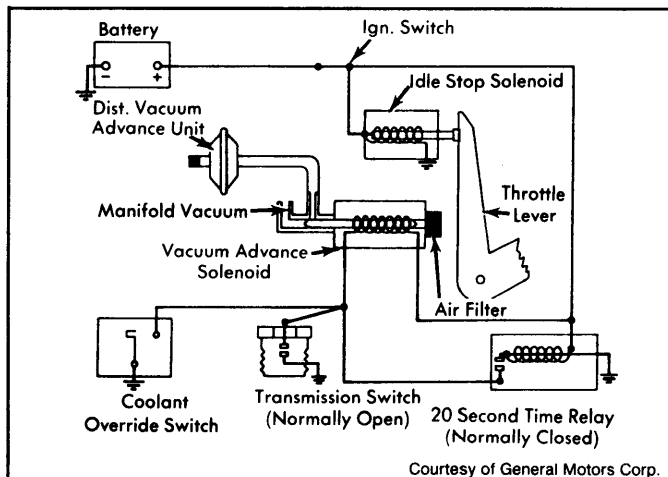 Battery
Ign. Switch
- +
Idle Stop Solenoid
Dist. Vacuum
Advance Unit
Manifold Vacuum
Throttle
Lever
Vacuum Advance
Solenoid
Air Filter
Coolant
Override Switch
Transmission Switch
(Normally Open)
20 Second Time Relay
(Normally Closed)
Courtesy of General Motors Corp.